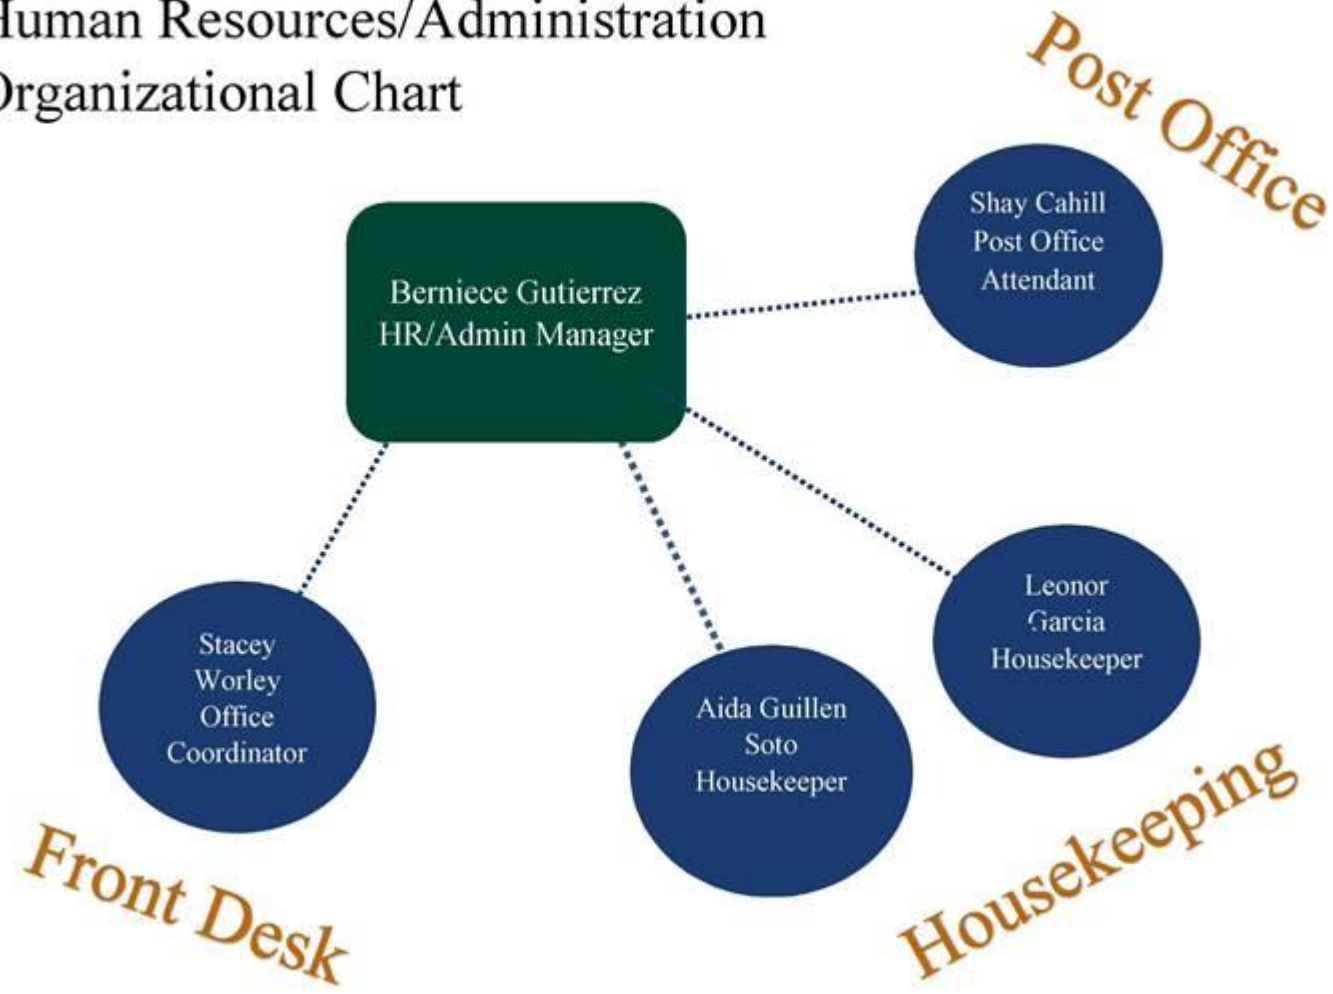 Human Resources/Administration
Organizational Chart
Post Office
Shay Cahill
Post Office
Attendant
Berniece Gutierrez
HR/Admin Manager
Leonor
Garcia
Housekeeper
Stacey
Worley
Office
Coordinator
Aida Guillen
Soto
Housekeeper
Front Desk
Housekeeping